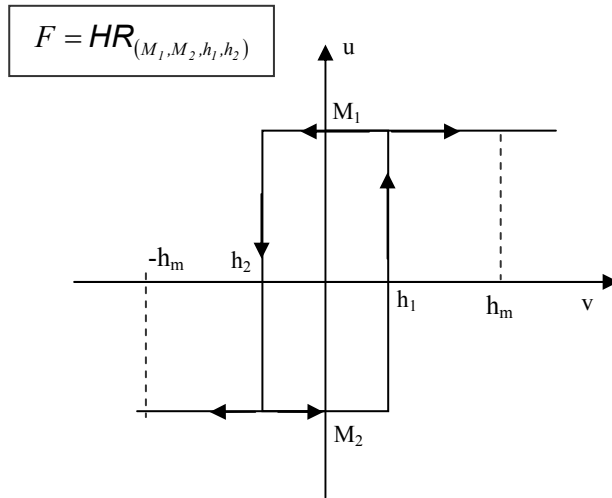 F = HR(M₁,M₂,h₁,h₂)
u
M₁
-hₘ
h₂
h₁
hₘ
v
M₂